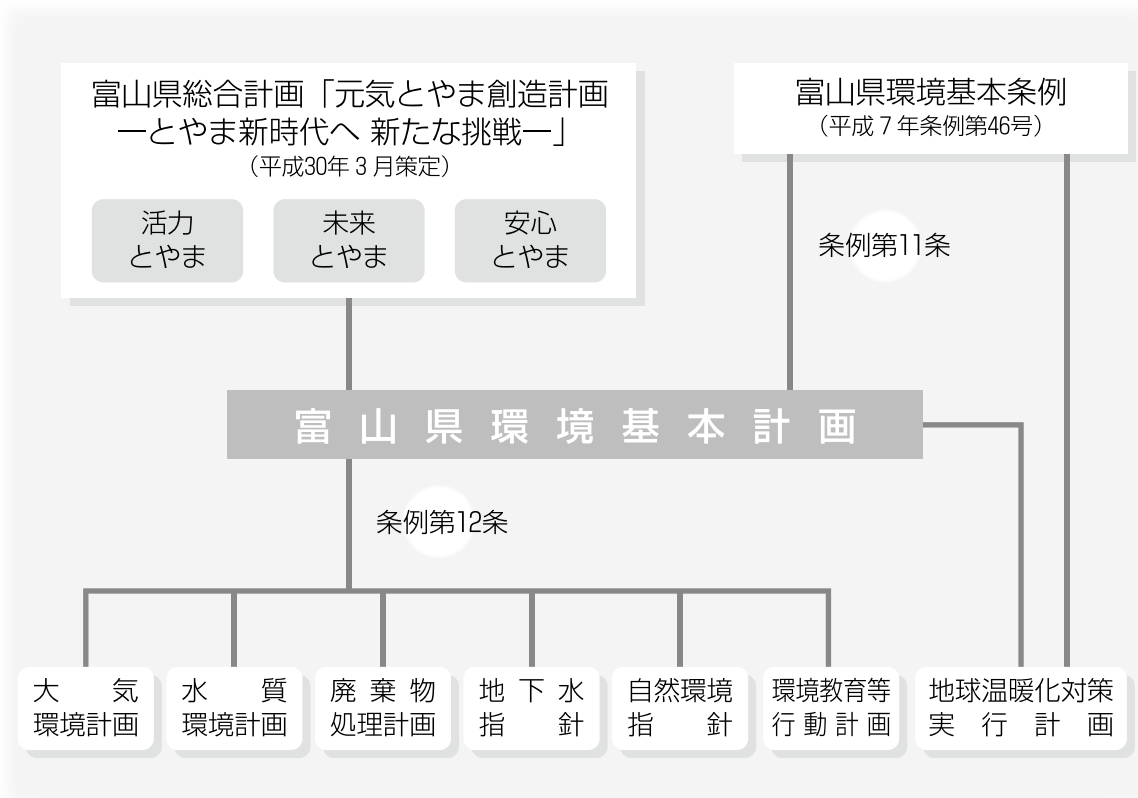 富山県総合計画「元気とやま創造計画
―とやま新時代へ 新たな挑戦―」
(平成30年3月策定)
活力
とやま
未来
とやま
安心
とやま
富山県環境基本条例
(平成7年条例第46号)
条例第11条
富山県環境基本計画
条例第12条
大気
環境計画
水質
環境計画
廃棄物
処理計画
地下水
指針
自然環境
指針
環境教育等
行動計画
地球温暖化対策
実行計画